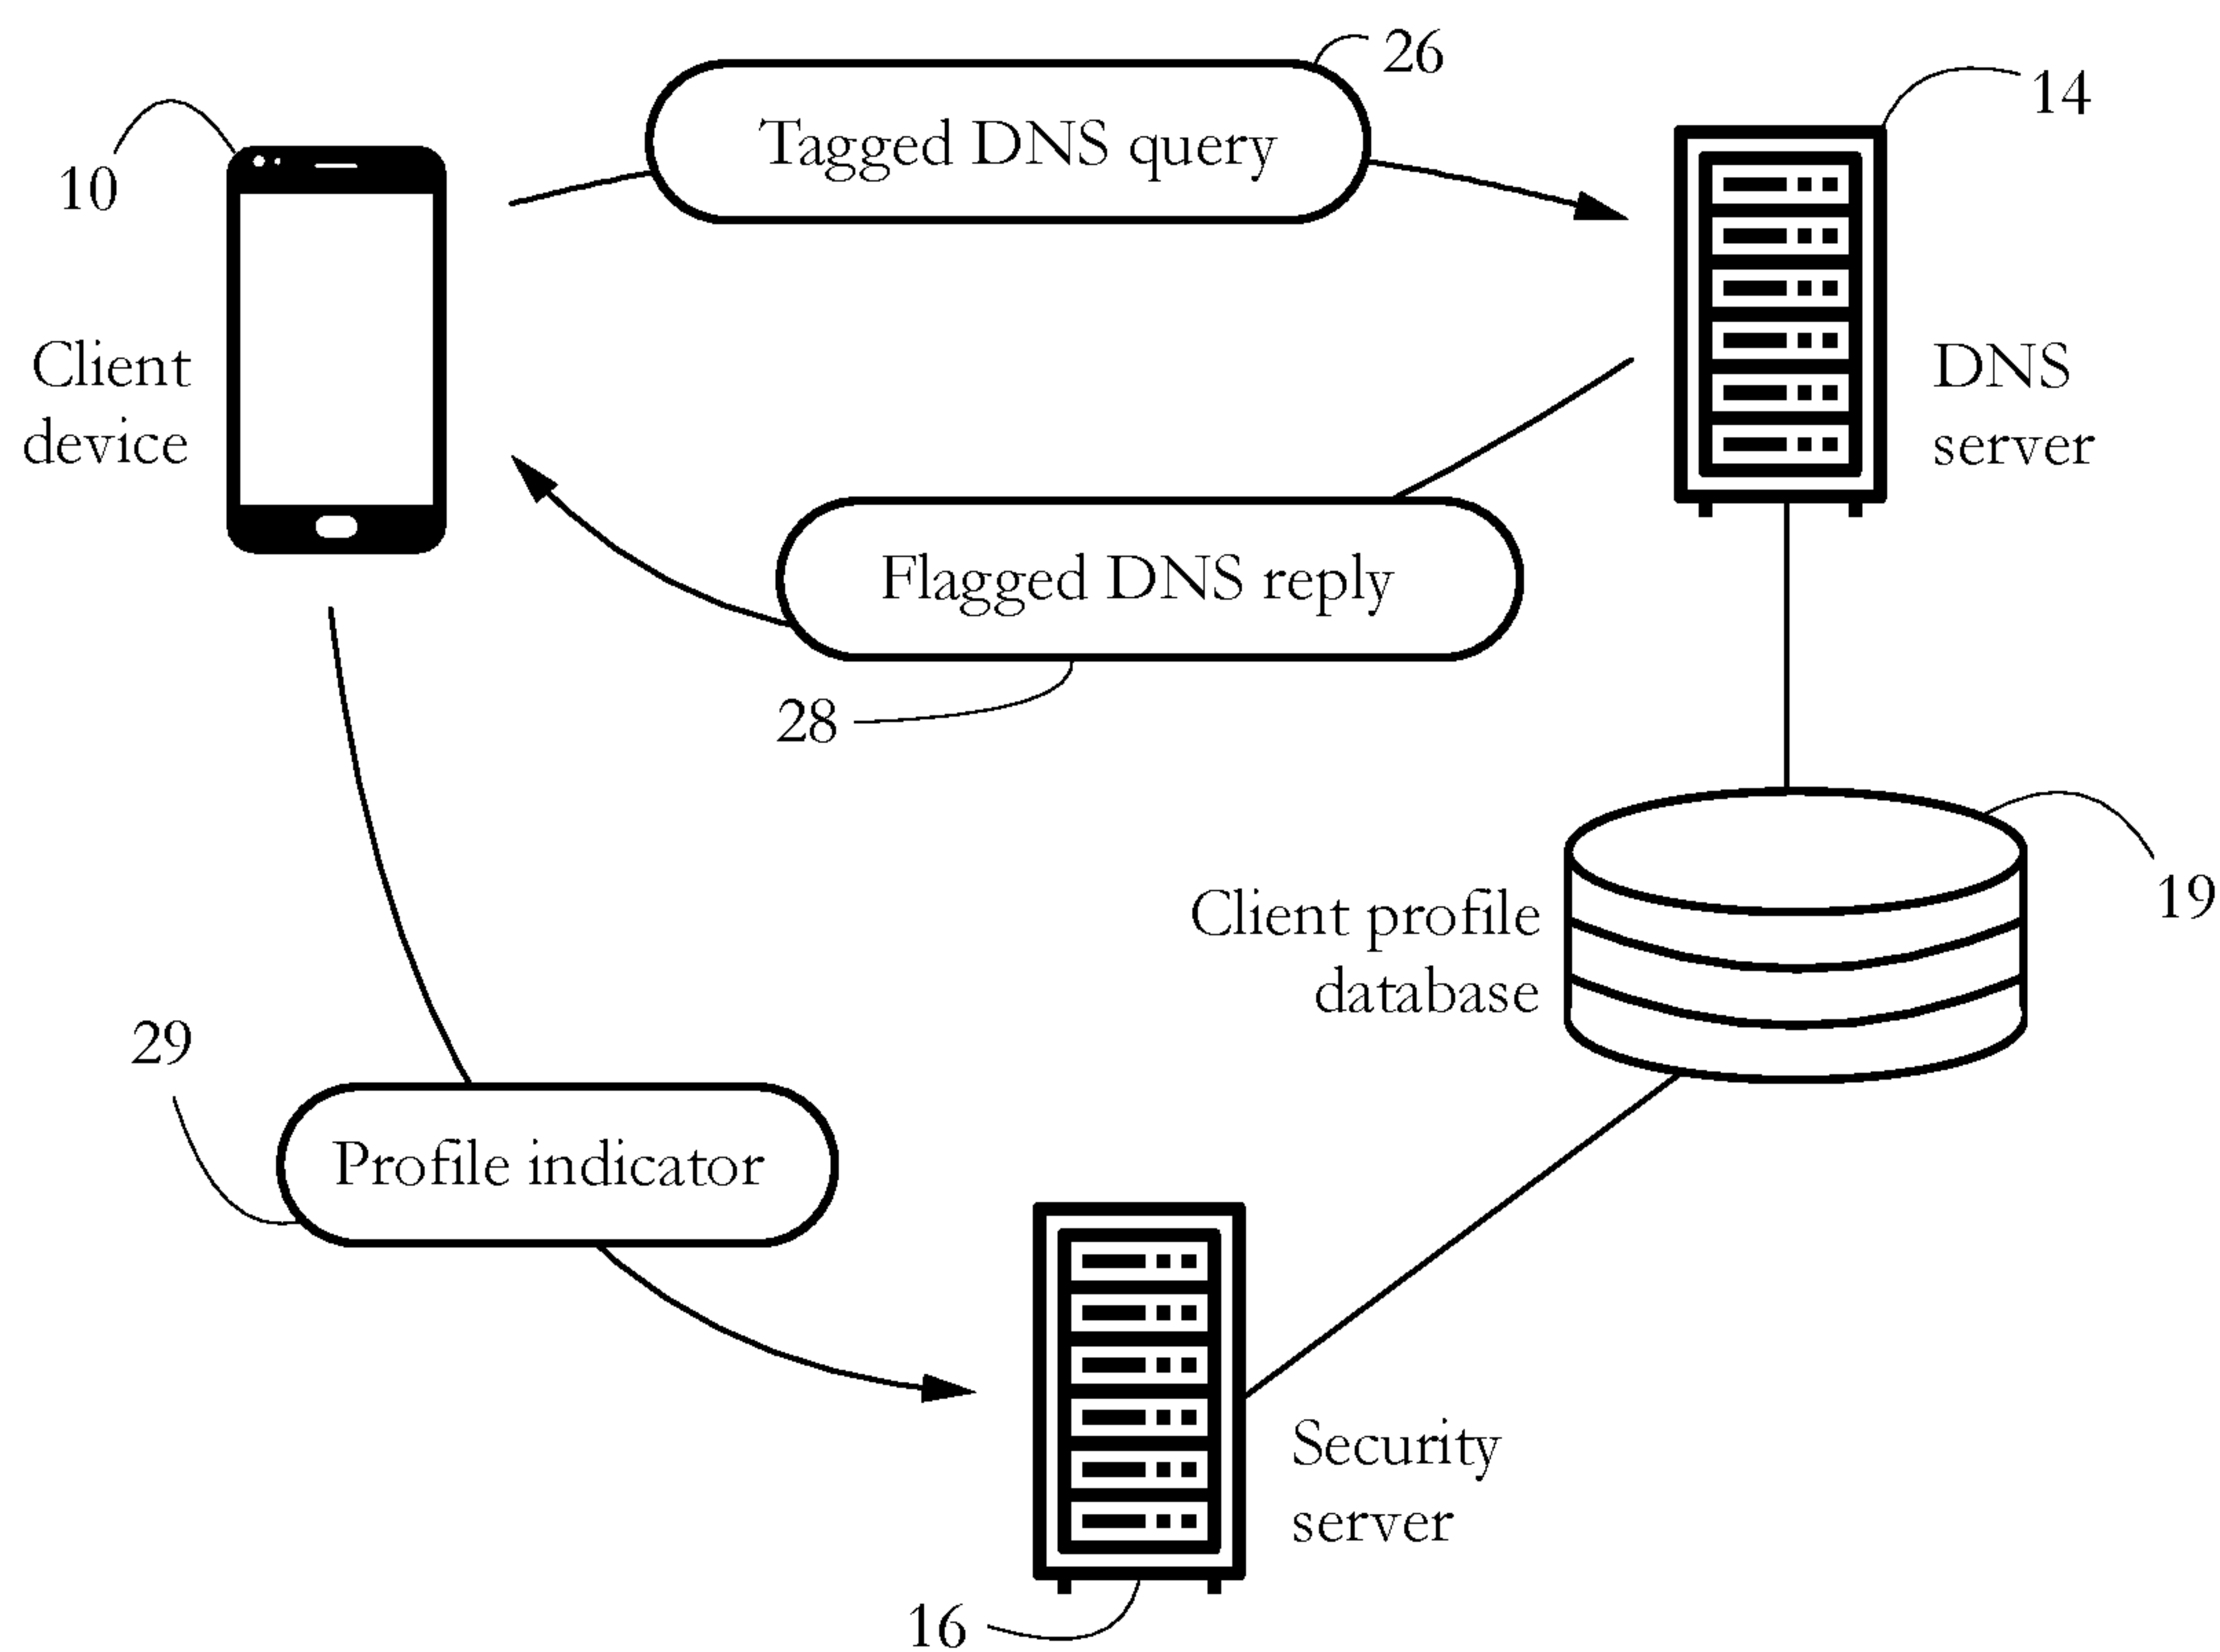 26
Tagged DNS query
14
10
Client
device
DNS
server
Flagged DNS reply
28
19
Client profile
database
29
Profile indicator
Security
server
16